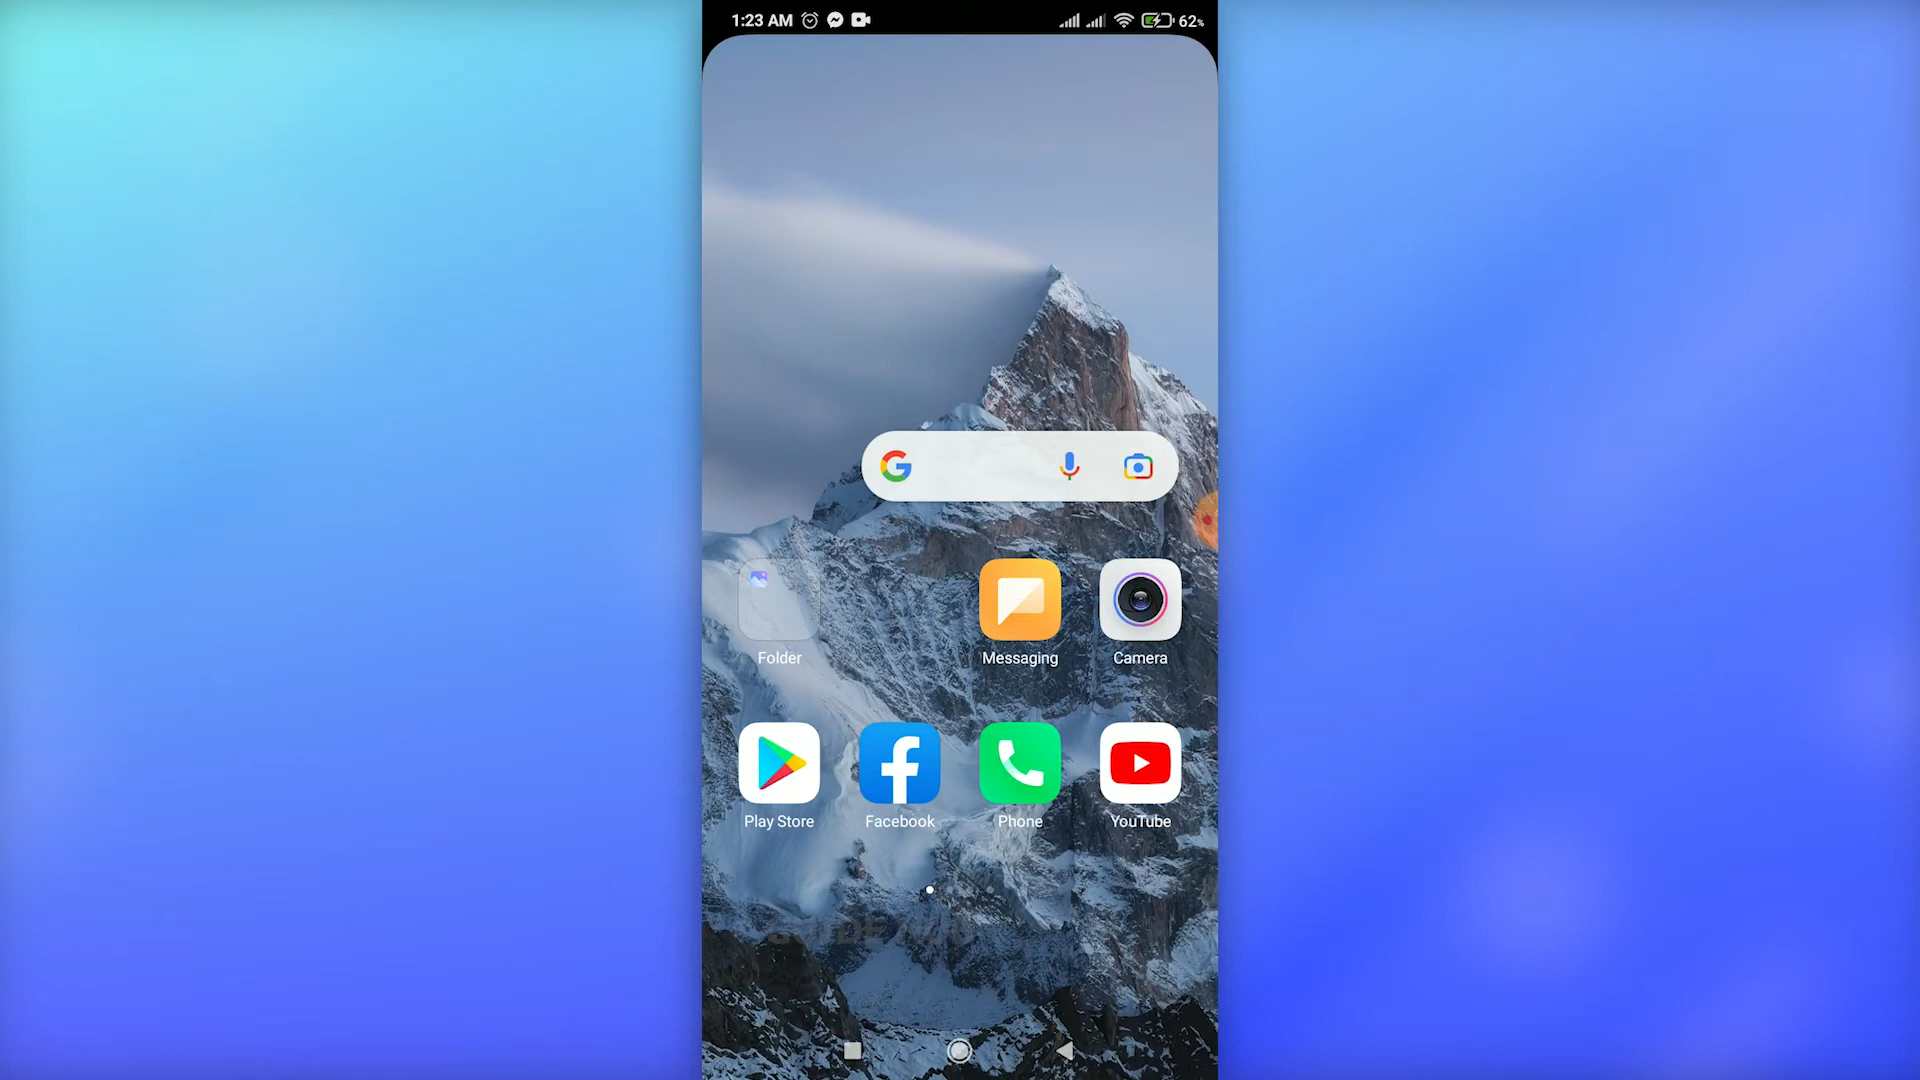 1:23 AM
62%
Folder
Messaging
Camera
Play Store
Facebook
Phone
YouTube